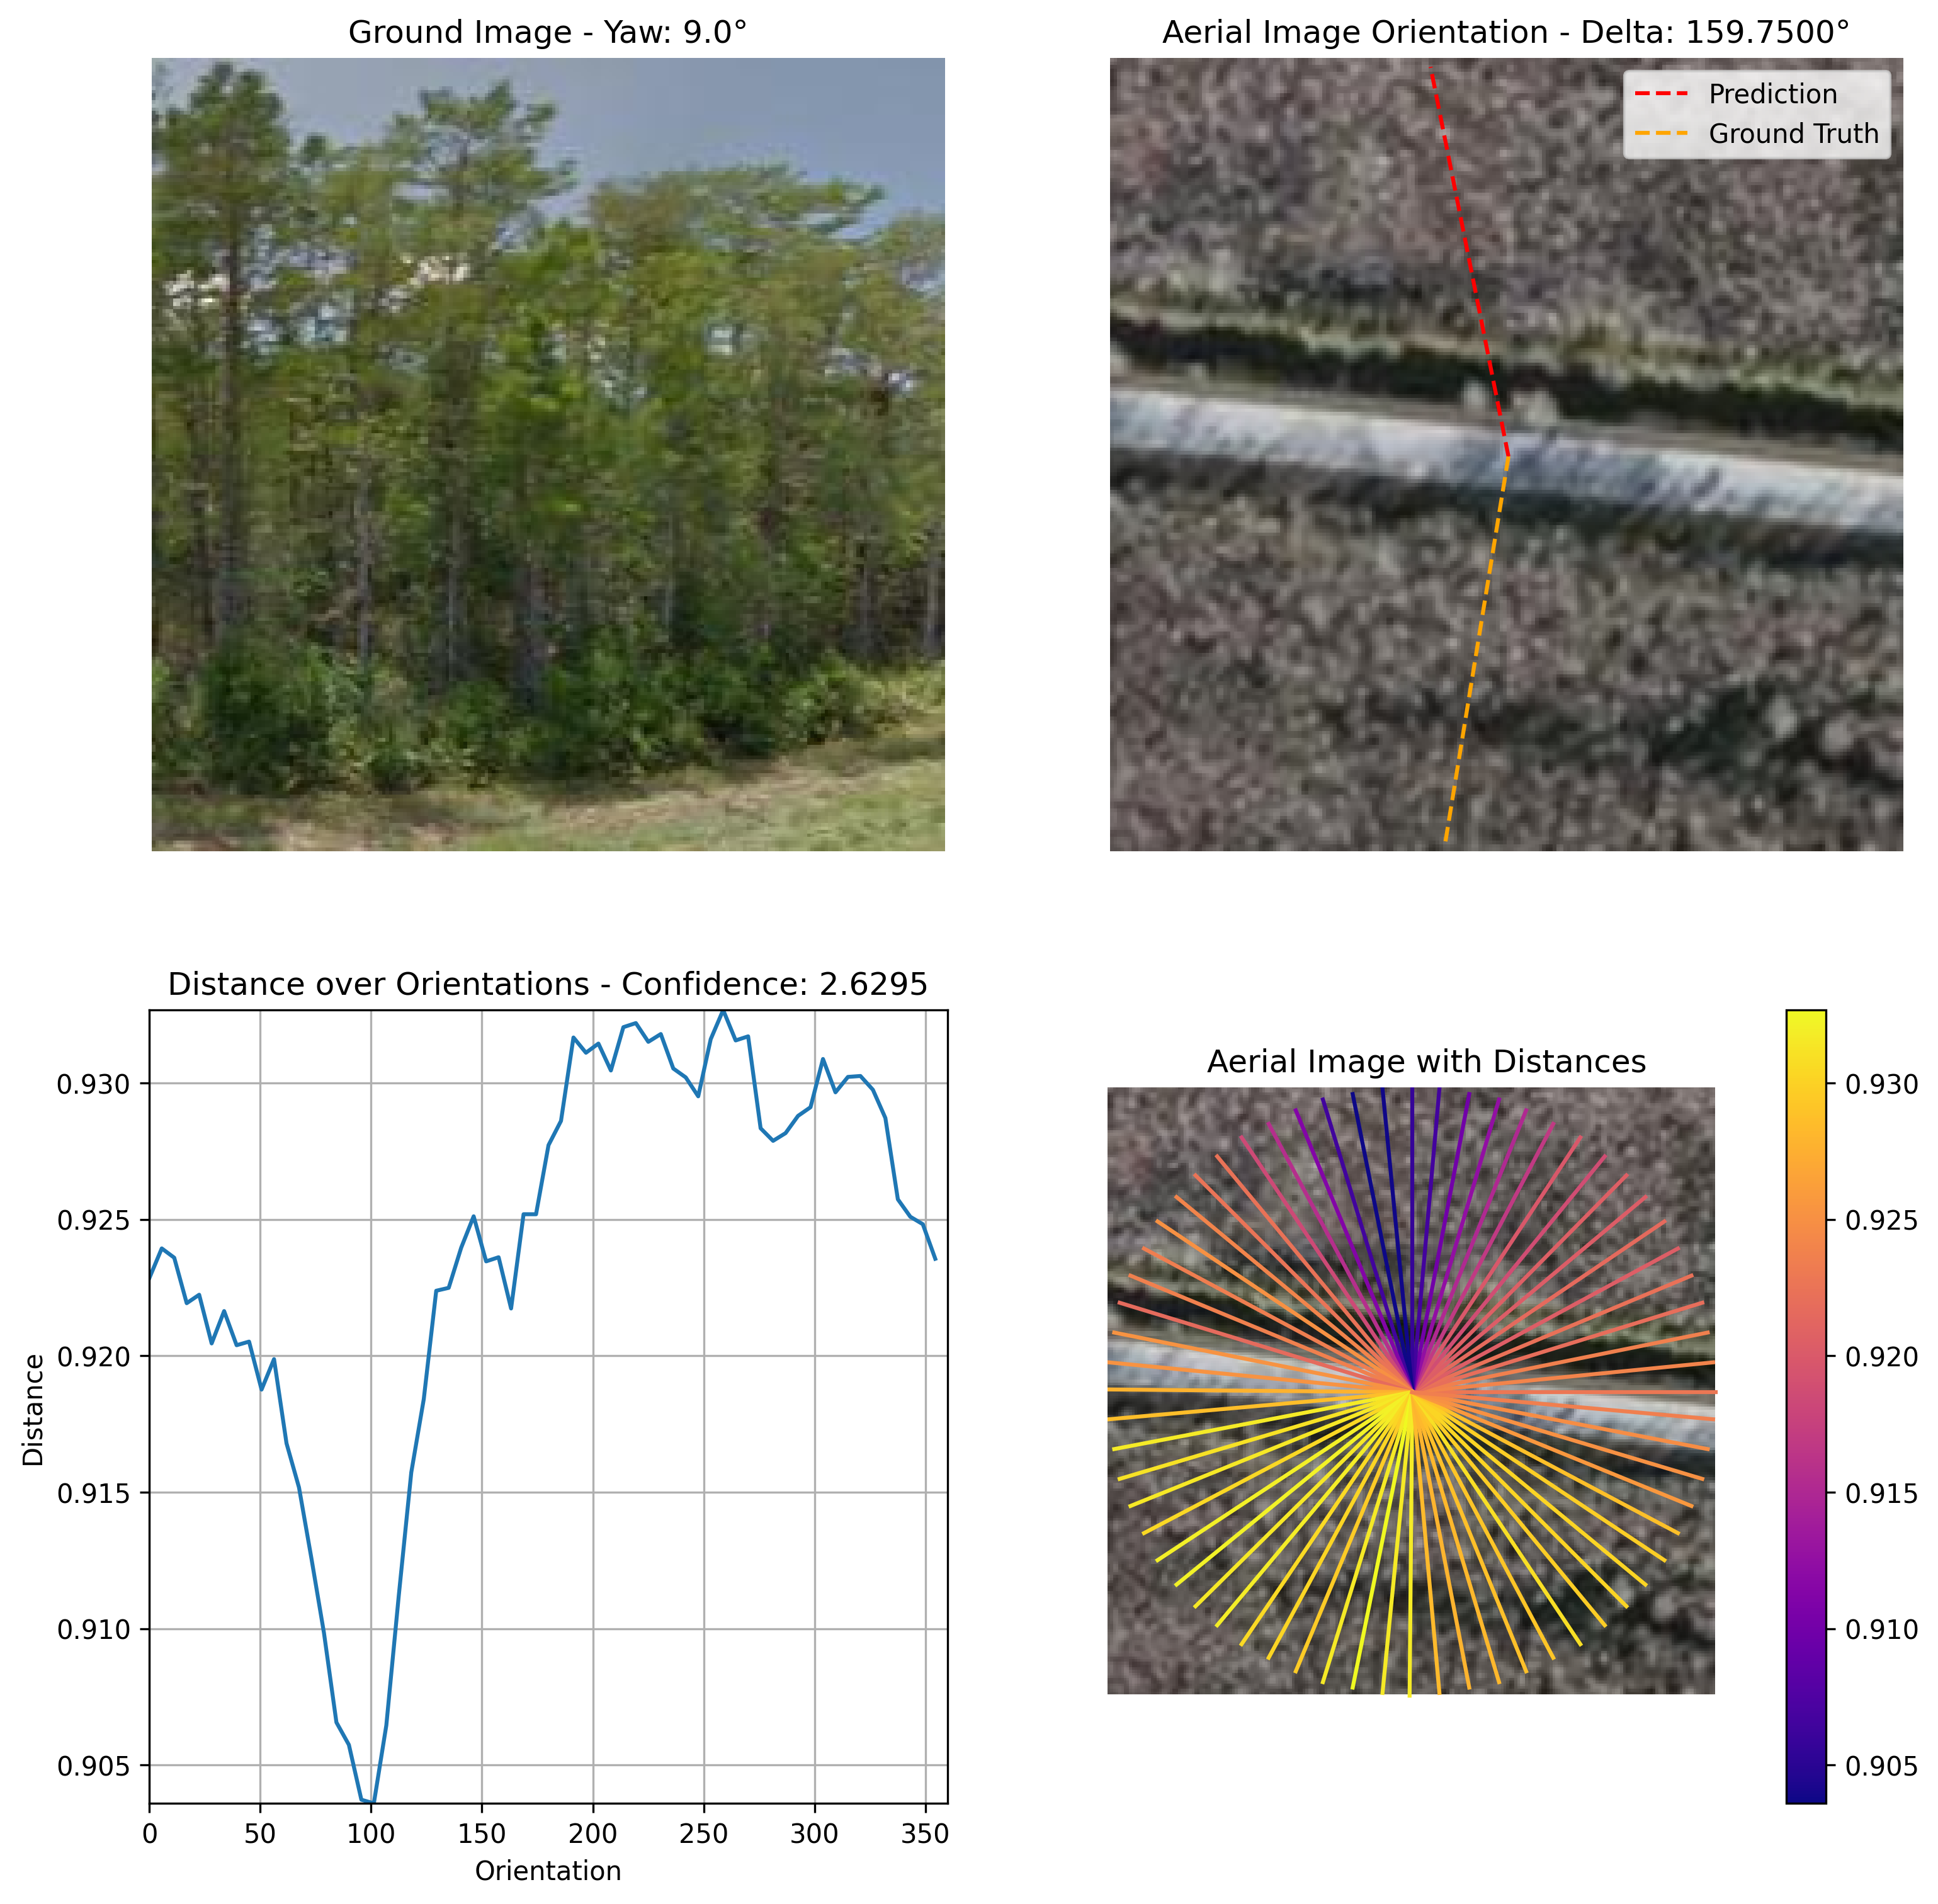 Ground Image - Yaw: 9.0°
Aerial Image Orientation - Delta: 159.7500°
Prediction
Ground Truth
Distance over Orientations - Confidence: 2.6295
0.930
0.925
0.920
0.915
0.910
0.905
Distance
0
50
100
150
200
250
300
350
Orientation
Aerial Image with Distances
0.930
0.925
0.920
0.915
0.910
0.905